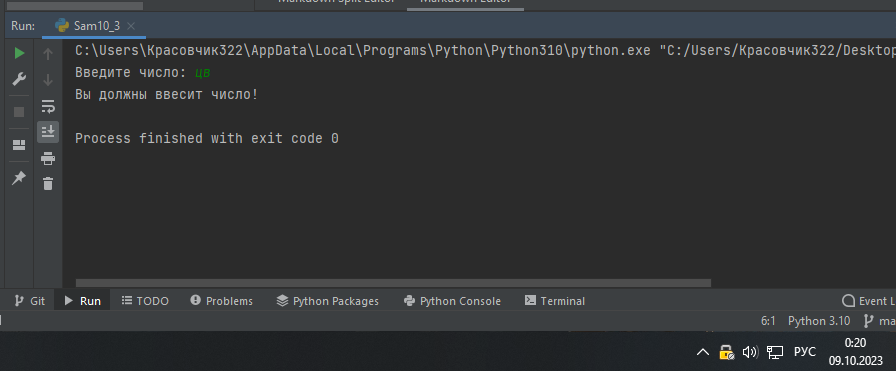 Markdown Split Editor Markdown Editor
Run: Sam10_3
C:\Users\Красовчик322\AppData\Local\Programs\Python\Python310\python.exe "C:/Users/Красовчик322/Desktop
Введите число: цв
Вы должны ввесит число!
Process finished with exit code 0
Git Run TODO Problems Python Packages Python Console Terminal Event L
6:1 Python 3.10 ma
РУС 0:20
09.10.2023